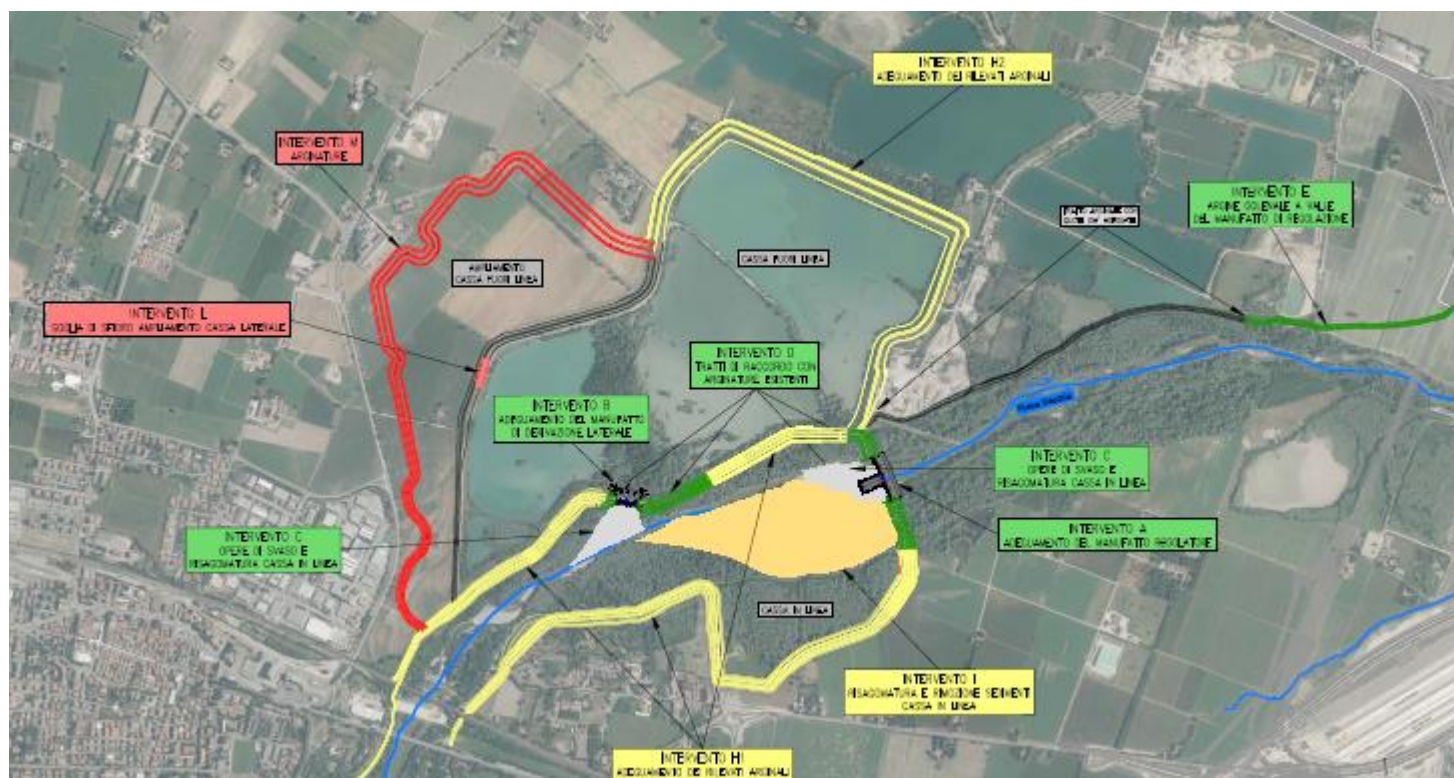 INTERVENTO H2
ADEGUAMENTO DEI RILEVATI ARGINALI
INTERVENTO M
ARGINATURE
INTERVENTO E
ARGINE GOLENALE A VALLE
DEL MANUFATTO DI REGOLAZIONE
CASSA FUORI LINEA
AMPLIAMENTO
CASSA FUORI LINEA
INTERVENTO L
SOGLIA DI SFIORO AMPLIAMENTO CASSA LATERALE
INTERVENTO D
TRATTI DI RACCORDO CON
ARGINATURE ESISTENTI
INTERVENTO B
ADEGUAMENTO DEL MANUFATTO
DI DERIVAZIONE LATERALE
INTERVENTO C
OPERE DI SVASO E
RISAGOMATURA CASSA IN LINEA
INTERVENTO A
ADEGUAMENTO DEL MANUFATTO REGOLATORE
INTERVENTO C
OPERE DI SVASO E
RISAGOMATURA CASSA IN LINEA
CASSA IN LINEA
INTERVENTO I
RISAGOMATURA E RIMOZIONE SEDIMENTI
CASSA IN LINEA
INTERVENTO H1
ADEGUAMENTO DEI RILEVATI ARGINALI